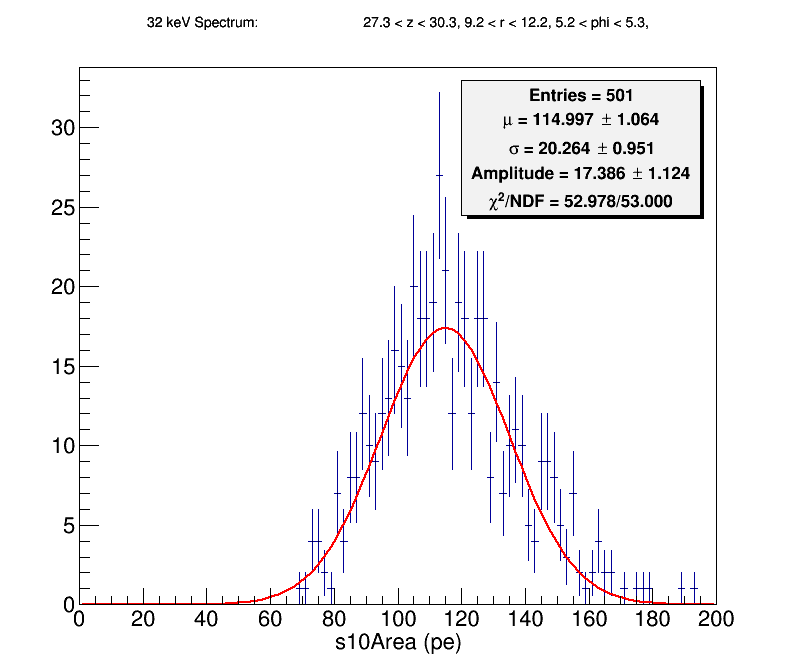 32 keV Spectrum: 27.3 < z < 30.3, 9.2 < r < 12.2, 5.2 < phi < 5.3,
Entries = 501
μ = 114.997 ± 1.064
σ = 20.264 ± 0.951
Amplitude = 17.386 ± 1.124
χ²/NDF = 52.978/53.000
30
25
20
15
10
5
0
0 20 40 60 80 100 120 140 160 180 200
s10Area (pe)